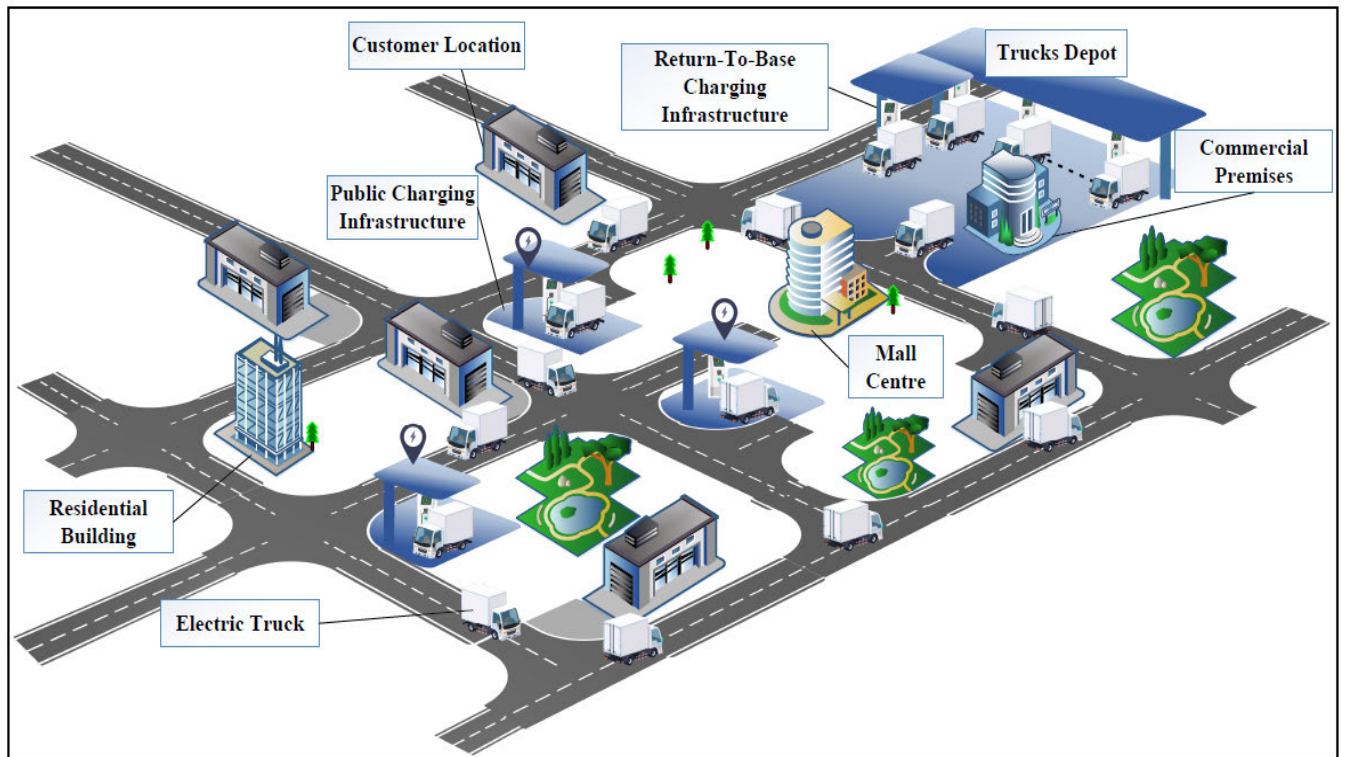 Customer Location
Return-To-Base
Charging
Infrastructure
Trucks Depot
Commercial
Premises
Public Charging
Infrastructure
Mall
Centre
Residential
Building
Electric Truck